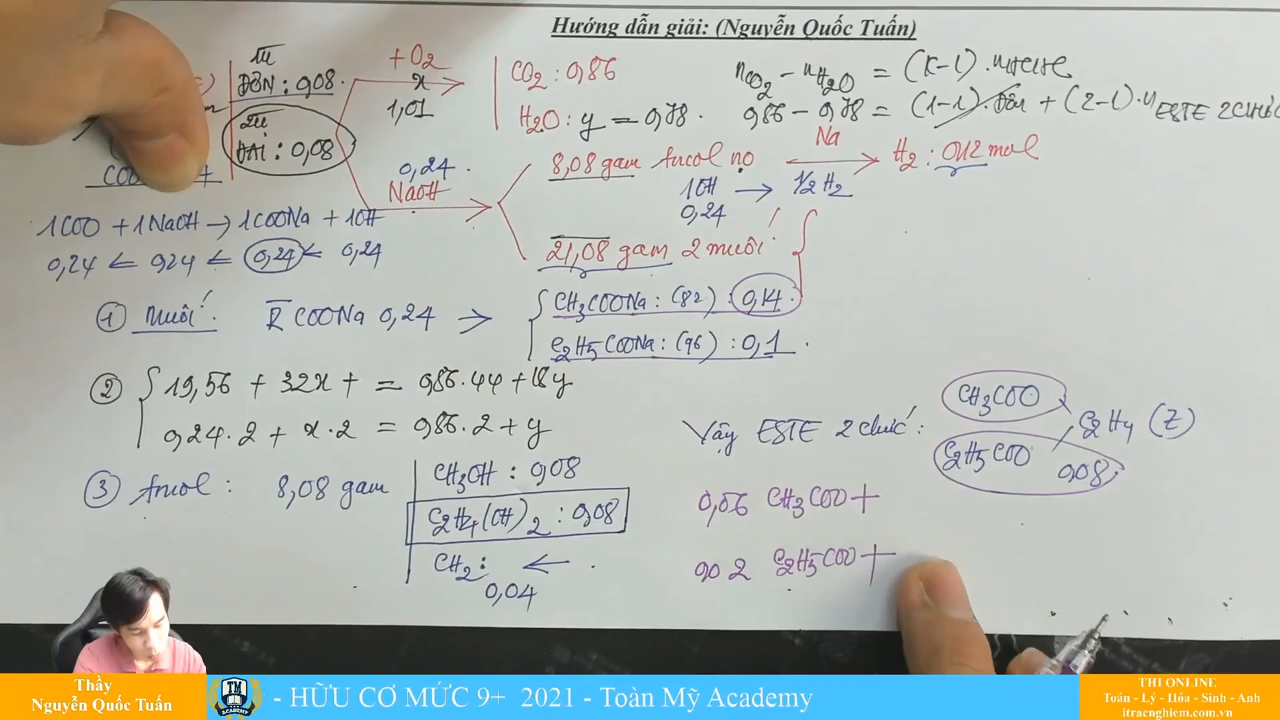 Hướng dẫn giải: (Nguyễn Quốc Tuấn)
1π
ĐƠN : 0,08.
2π
: 0,08
+ O2
x
1,01
CO2 : 0,86
H2O : y = 0,78.
nCO2 - nH2O = (K-1).
0,86 - 0,78 = (1-1). Đơn + (2-1). nESTE 2CHỨC
0,24.
NaOH
8,08 gam Ancol no
Na
H2 : 0,12 mol
1OH → 1/2 H2
0,24
21,08 gam 2 muối
1COO + 1NaOH → 1COONa + 1OH
0,24 ← 0,24 ← 0,24 ← 0,24
① Muối: R̅COONa 0,24 →
CH3COONa : (82) : 0,14.
C2H5COONa : (96) : 0,1.
② 19,56 + 32x + = 0,86.44 + 18y
0,24.2 + x.2 = 0,86.2 + y
③ Ancol : 8,08 gam
CH3OH : 0,08
C2H4(OH)2 : 0,08
CH2 : ← .
0,04
Vậy ESTE 2 chức :
CH3COO
C2H5COO
C2H4 (Z)
0,08
0,06 CH3COO+
0,02 C2H5COO+
Thầy
Nguyễn Quốc Tuấn
TM
ACADEMY
- HỮU CƠ MỨC 9+ 2021 - Toàn Mỹ Academy
THI ONLINE
Toán - Lý - Hóa - Sinh - Anh
itracnghiem.com.vn